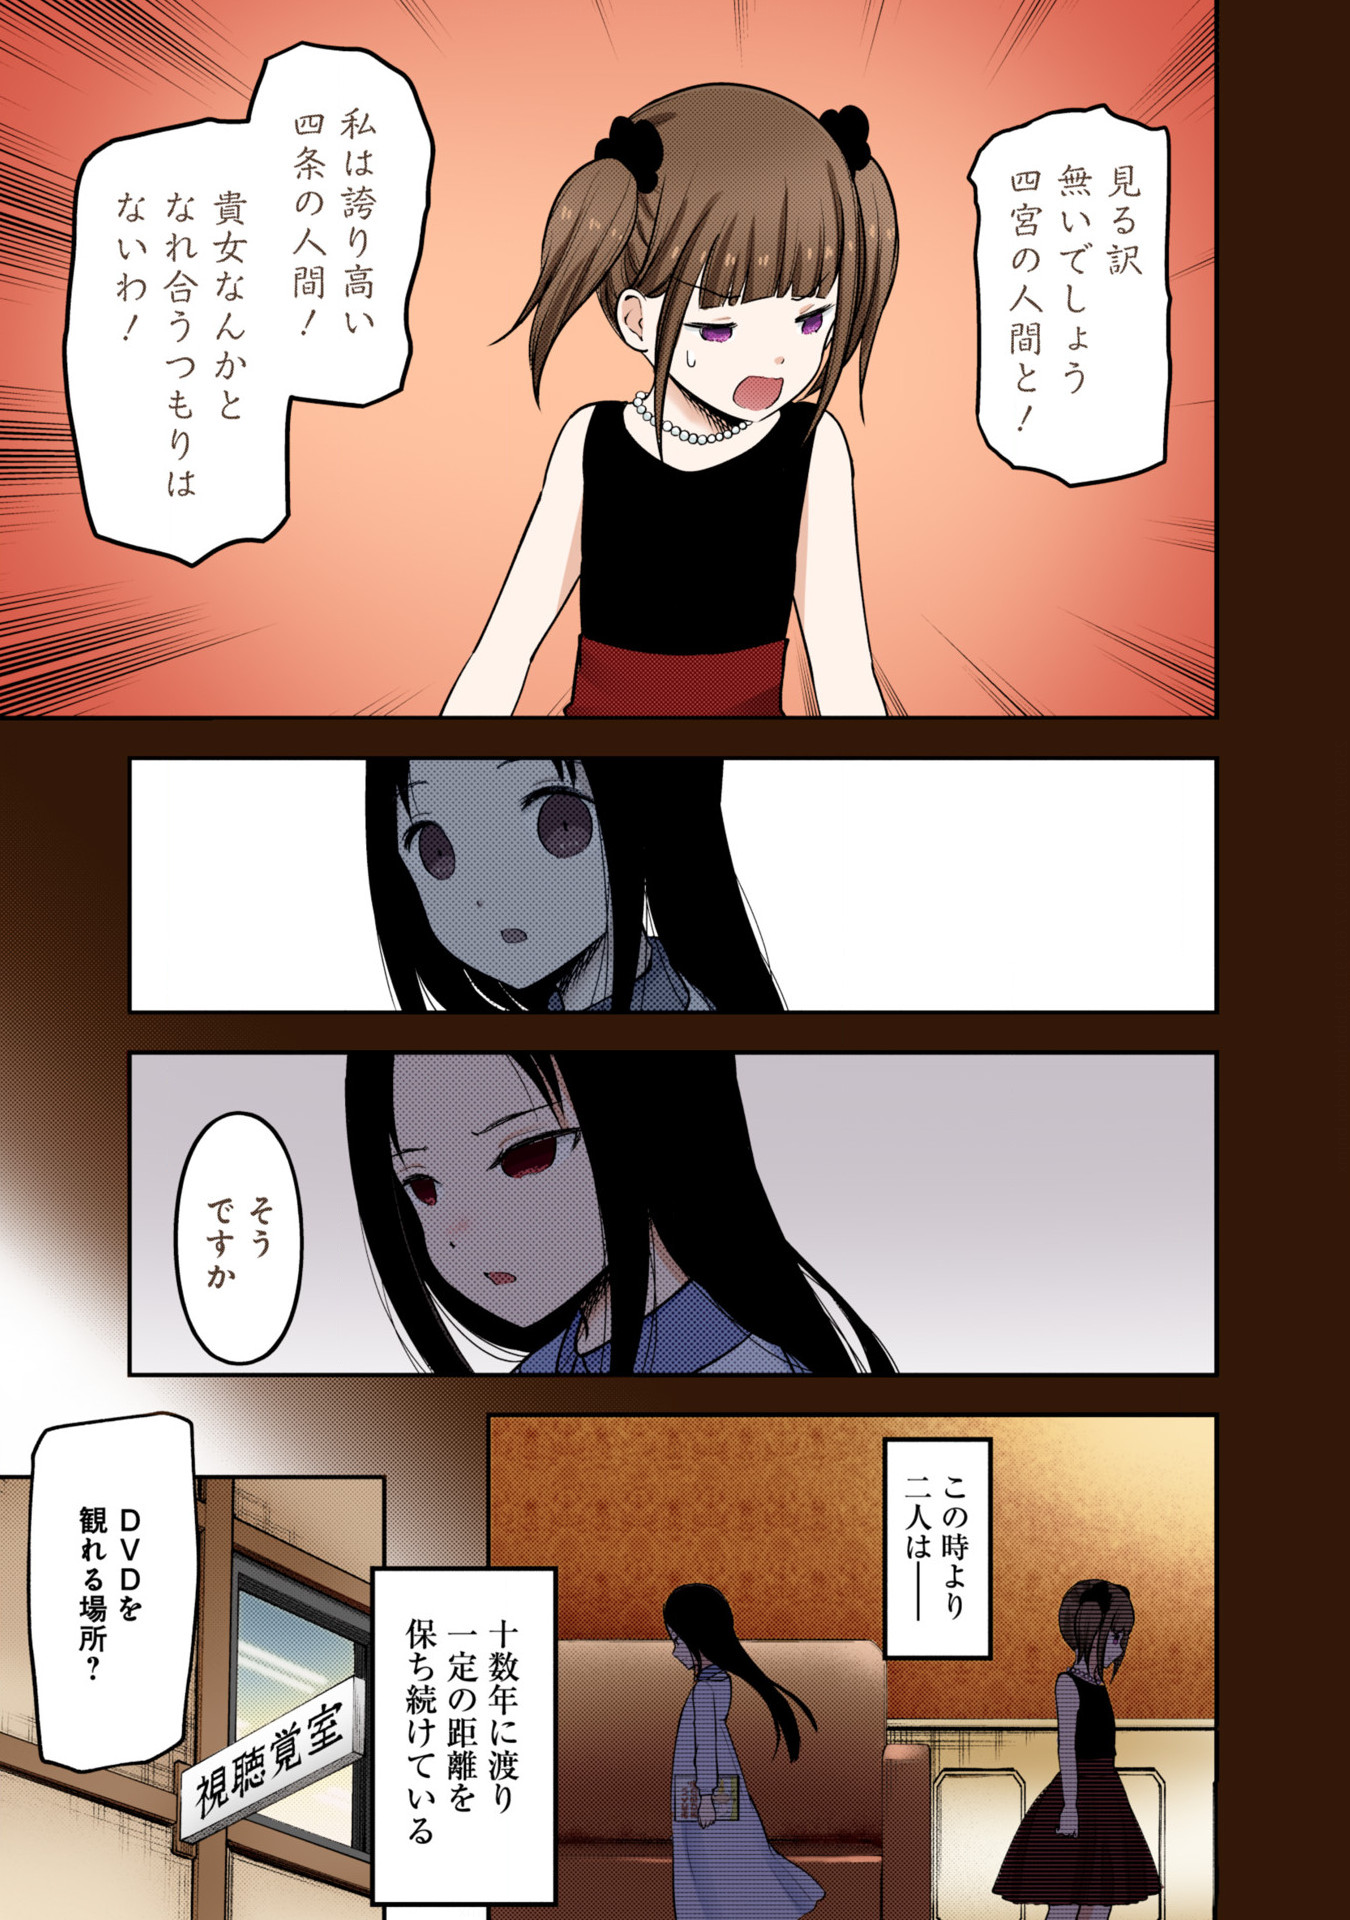 見る訳
無いでしょう
四宮の人間と！
私は誇り高い
四条の人間！
貴女なんかと
なれ合うつもりは
ないわ！
そう
ですか
この時より
二人は――
十数年に渡り
一定の距離を
保ち続けている
DVDを
観れる場所？
視聴覚室